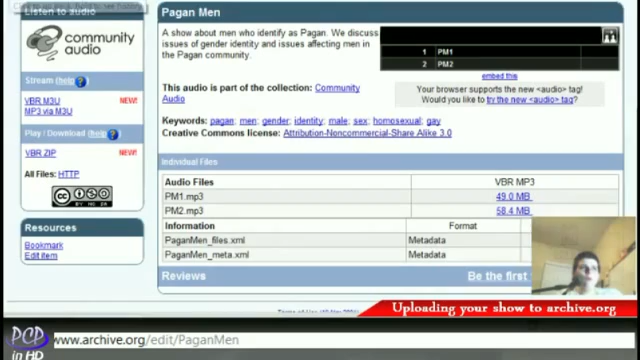 Listen to audio
community
audio
Stream (help ?)
VBR M3U NEW!
MP3 via M3U
Play / Download (help ?)
VBR ZIP NEW!
All Files: HTTP
cc
BY NC SA
Resources
Bookmark
Edit item
Pagan Men
A show about men who identify as Pagan. We discuss
issues of gender identity and issues affecting men in
the Pagan community.
1 PM1
2 PM2
embed this
Your browser supports the new <audio> tag!
Would you like to try the new <audio> tag?
This audio is part of the collection: Community
Audio
Keywords: pagan; men; gender; identity; male; sex; homosexual; gay
Creative Commons license: Attribution-Noncommercial-Share Alike 3.0
Individual Files
Audio Files VBR MP3
PM1.mp3 49.0 MB
PM2.mp3 58.4 MB
Information Format
PaganMen_files.xml Metadata
PaganMen_meta.xml Metadata
Reviews Be the first
Uploading your show to archive.org
PCP
in HD
www.archive.org/edit/PaganMen